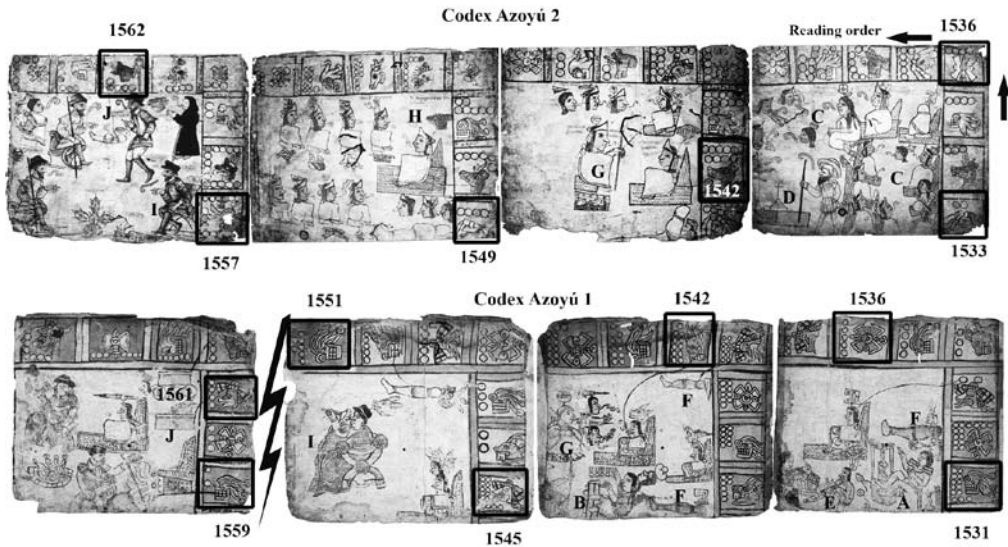 Codex Azoyú 2
1562
Reading order
1536
J
H
G
C
C
D
I
1542
1557
1549
1533
Codex Azoyú 1
1551
1542
1536
1561
J
I
G
F
F
B
F
E
A
1559
1545
1531